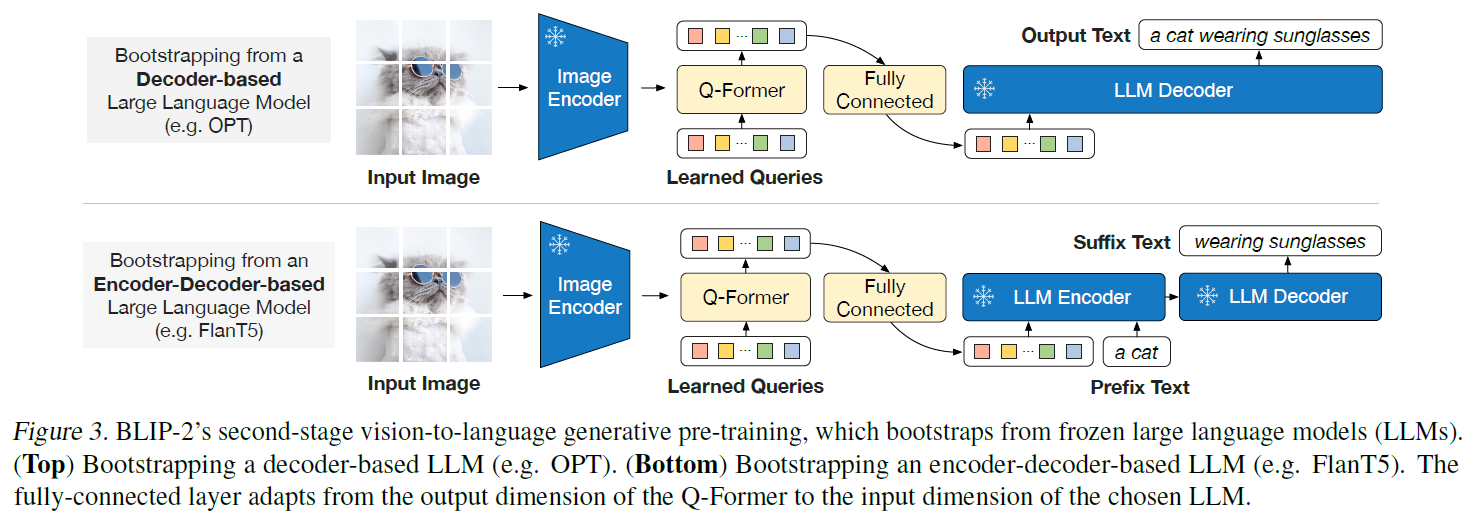 Bootstrapping from a
Decoder-based
Large Language Model
(e.g. OPT)
Input Image
Image
Encoder
Q-Former
Learned Queries
Fully
Connected
Output Text
a cat wearing sunglasses
LLM Decoder
Bootstrapping from an
Encoder-Decoder-based
Large Language Model
(e.g. FlanT5)
Input Image
Image
Encoder
Q-Former
Learned Queries
Fully
Connected
Suffix Text
wearing sunglasses
LLM Encoder
LLM Decoder
a cat
Prefix Text
Figure 3. BLIP-2's second-stage vision-to-language generative pre-training, which bootstraps from frozen large language models (LLMs).
(Top) Bootstrapping a decoder-based LLM (e.g. OPT). (Bottom) Bootstrapping an encoder-decoder-based LLM (e.g. FlanT5). The
fully-connected layer adapts from the output dimension of the Q-Former to the input dimension of the chosen LLM.